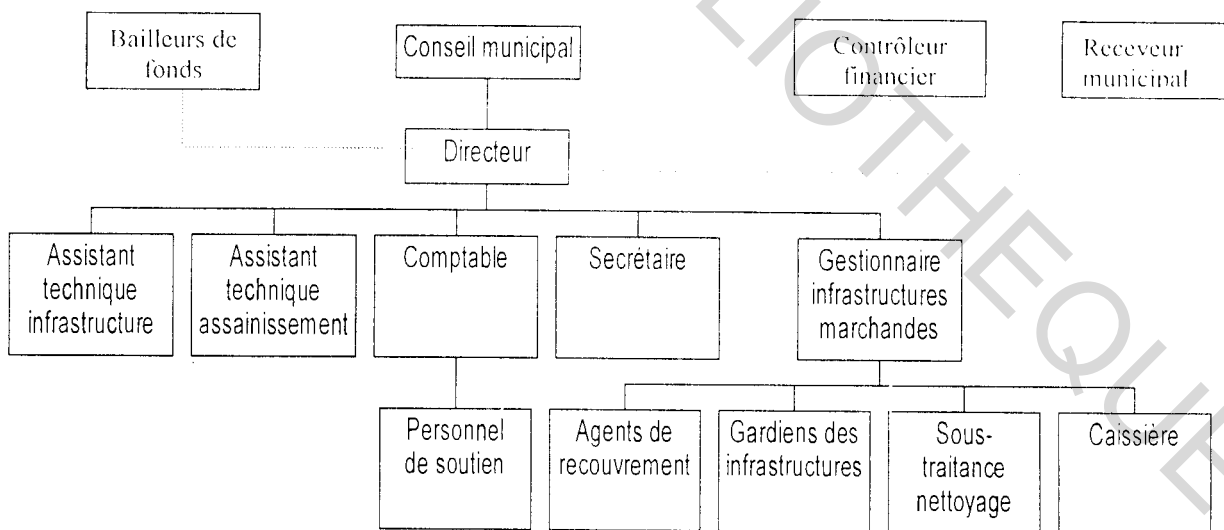 Bailleurs de
fonds
Conseil municipal
Contrôleur
financier
Receveur
municipal
Directeur
Assistant
technique
infrastructure
Assistant
technique
assainissement
Comptable
Secrétaire
Gestionnaire
infrastructures
marchandes
Personnel
de soutien
Agents de
recouvrement
Gardiens des
infrastructures
Sous-
traitance
nettoyage
Caissière
LIOTHEQUE